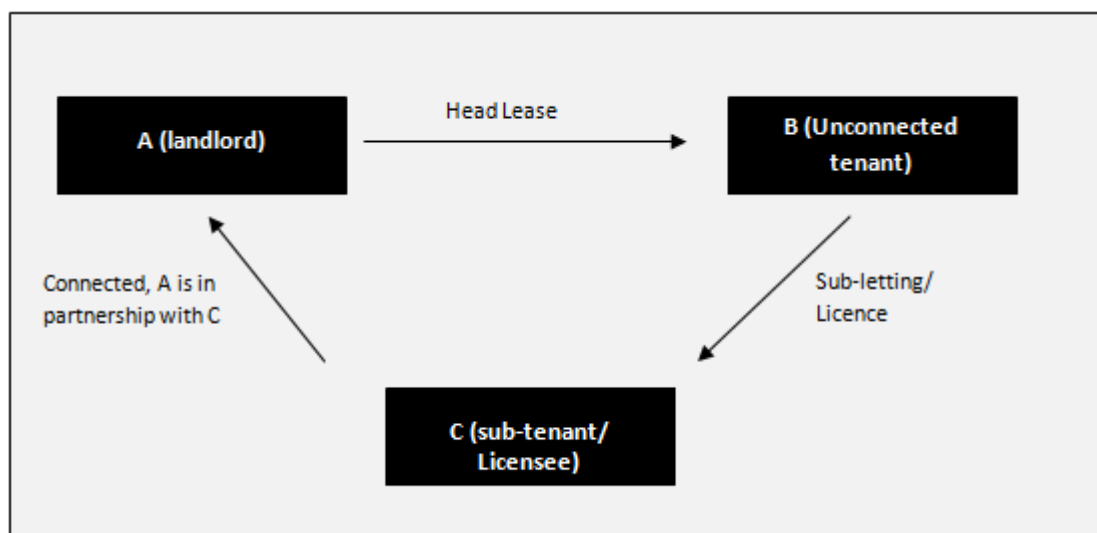 Head Lease
A (landlord)
B (Unconnected
tenant)
Connected, A is in
partnership with C
Sub-letting/
Licence
C (sub-tenant/
Licensee)